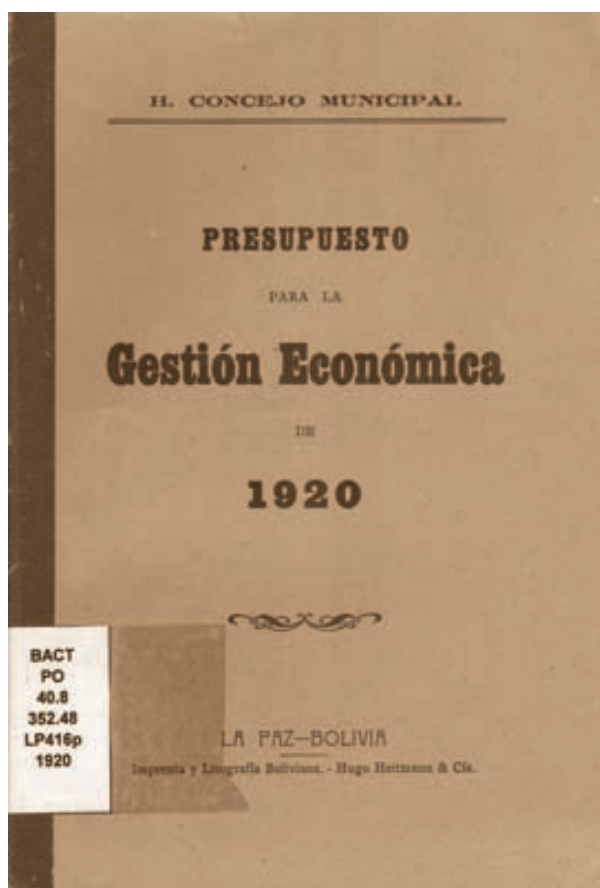 H. CONCEJO MUNICIPAL
PRESUPUESTO
PARA LA
Gestión Económica
DE
1920
BACT
PO
40.8
352.48
LP416p
1920
LA PAZ—BOLIVIA
Imprenta y Litografía Boliviana. - Hugo Heitmann & Cía.